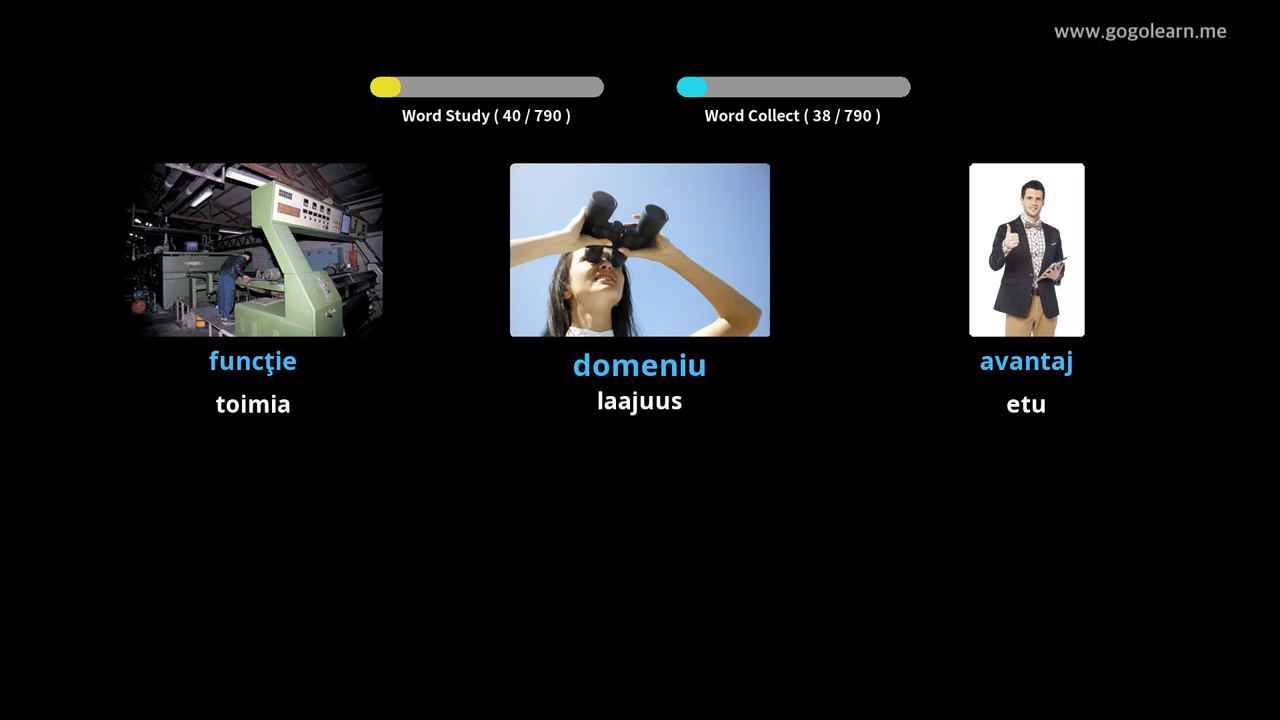 www.gogolearn.me
Word Study ( 40 / 790 )
Word Collect ( 38 / 790 )
funcţie
domeniu
avantaj
toimia
laajuus
etu